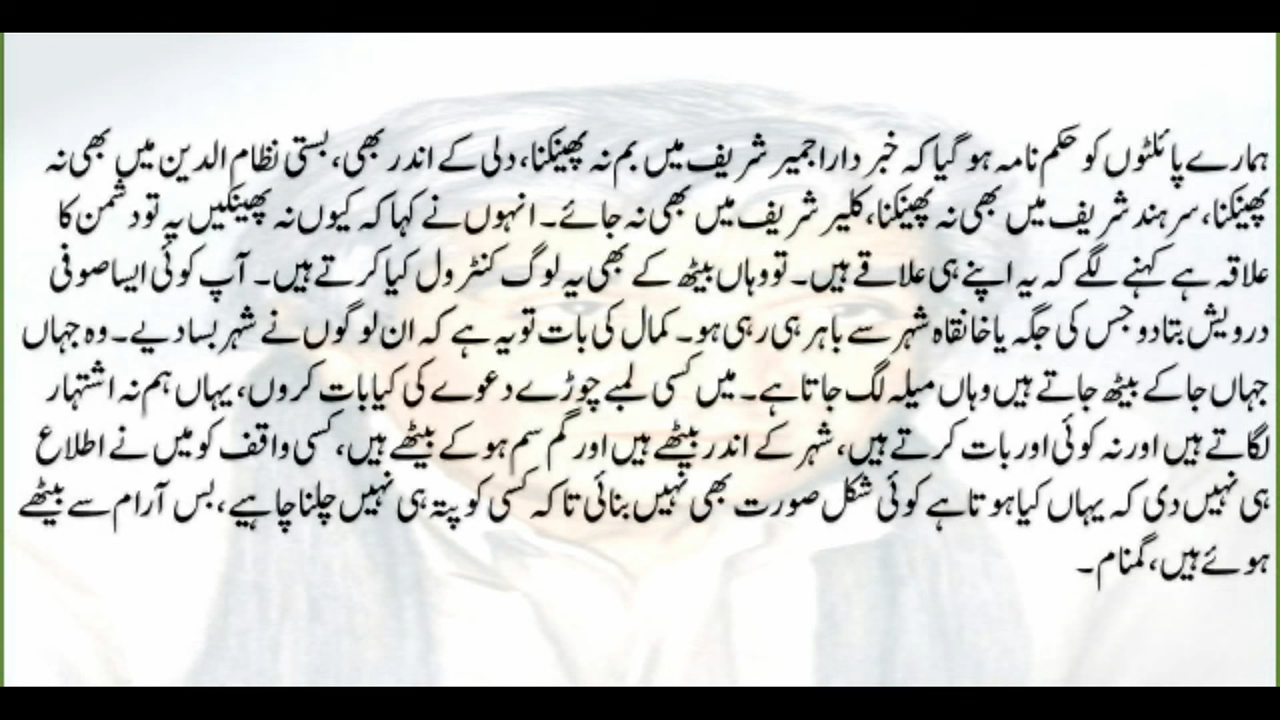 ہمارے پائلٹوں کو حکم نامہ ہو گیا کہ خبر دار اجمیر شریف میں بم نہ پھینکنا، دلی کے اندر بھی، بستی نظام الدین میں بھی نہ
پھینکنا، سرہند شریف میں بھی نہ پھینکنا، کلیر شریف میں بھی نہ جائے۔ انہوں نے کہا کہ کیوں نہ پھینکیں یہ تو دشمن کا
علاقہ ہے کہنے لگے کہ یہ اپنے ہی علاقے ہیں۔ تو وہاں بیٹھ کے بھی یہ لوگ کنٹرول کیا کرتے ہیں۔ آپ کوئی ایسا صوفی
درویش بتا دو جس کی جگہ یا خانقاہ شہر سے باہر ہی رہی ہو۔ کمال کی بات تو یہ ہے کہ ان لوگوں نے شہر بسا دیے۔ وہ جہاں
جہاں جا کے بیٹھ جاتے ہیں وہاں میلہ لگ جاتا ہے۔ میں کسی لمبے چوڑے دعوے کی کیا بات کروں، یہاں ہم نہ اشتہار
لگاتے ہیں اور نہ کوئی اور بات کرتے ہیں، شہر کے اندر بیٹھے ہیں اور گم سم ہو کے بیٹھے ہیں، کسی واقف کو میں نے اطلاع
ہی نہیں دی کہ یہاں کیا ہوتا ہے کوئی شکل صورت بھی نہیں بنائی تا کہ کسی کو پتہ ہی نہیں چلنا چاہیے، بس آرام سے بیٹھے
ہوئے ہیں، گمنام۔